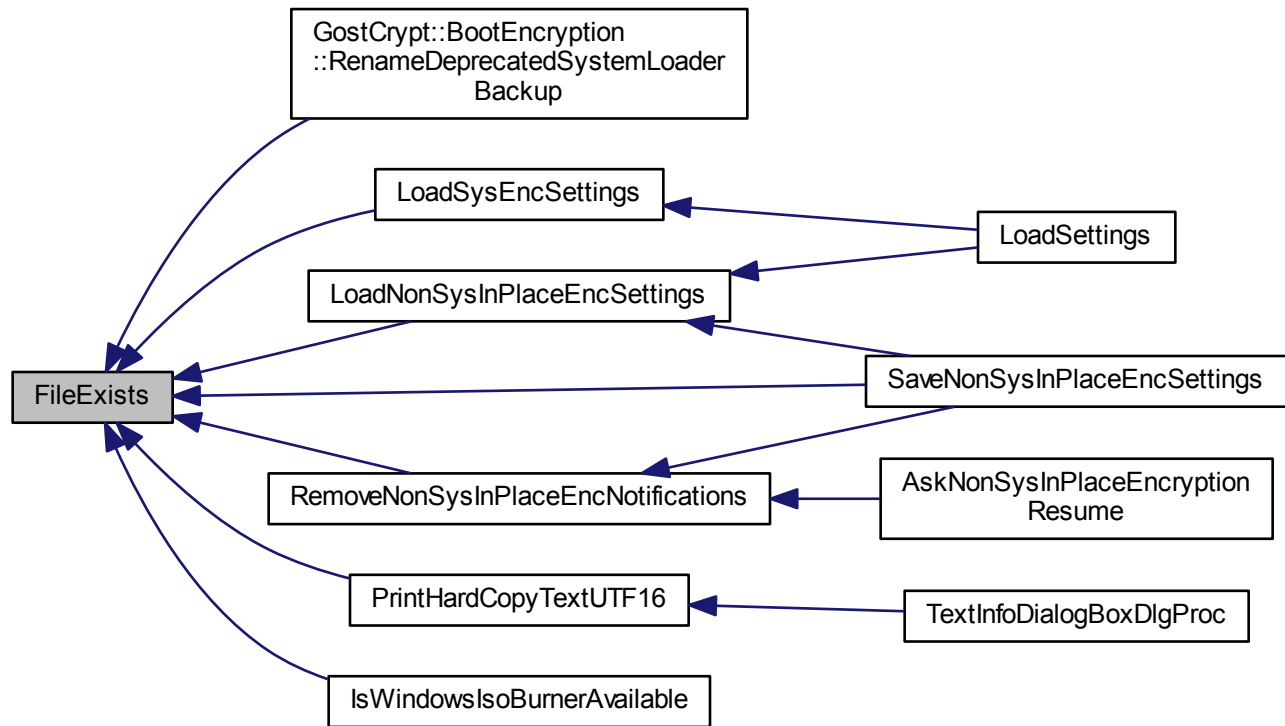 GostCrypt::BootEncryption
::RenameDeprecatedSystemLoader
Backup
LoadSysEncSettings
LoadSettings
LoadNonSysInPlaceEncSettings
FileExists
SaveNonSysInPlaceEncSettings
RemoveNonSysInPlaceEncNotifications
AskNonSysInPlaceEncryption
Resume
PrintHardCopyTextUTF16
TextInfoDialogBoxDlgProc
IsWindowsIsoBurnerAvailable